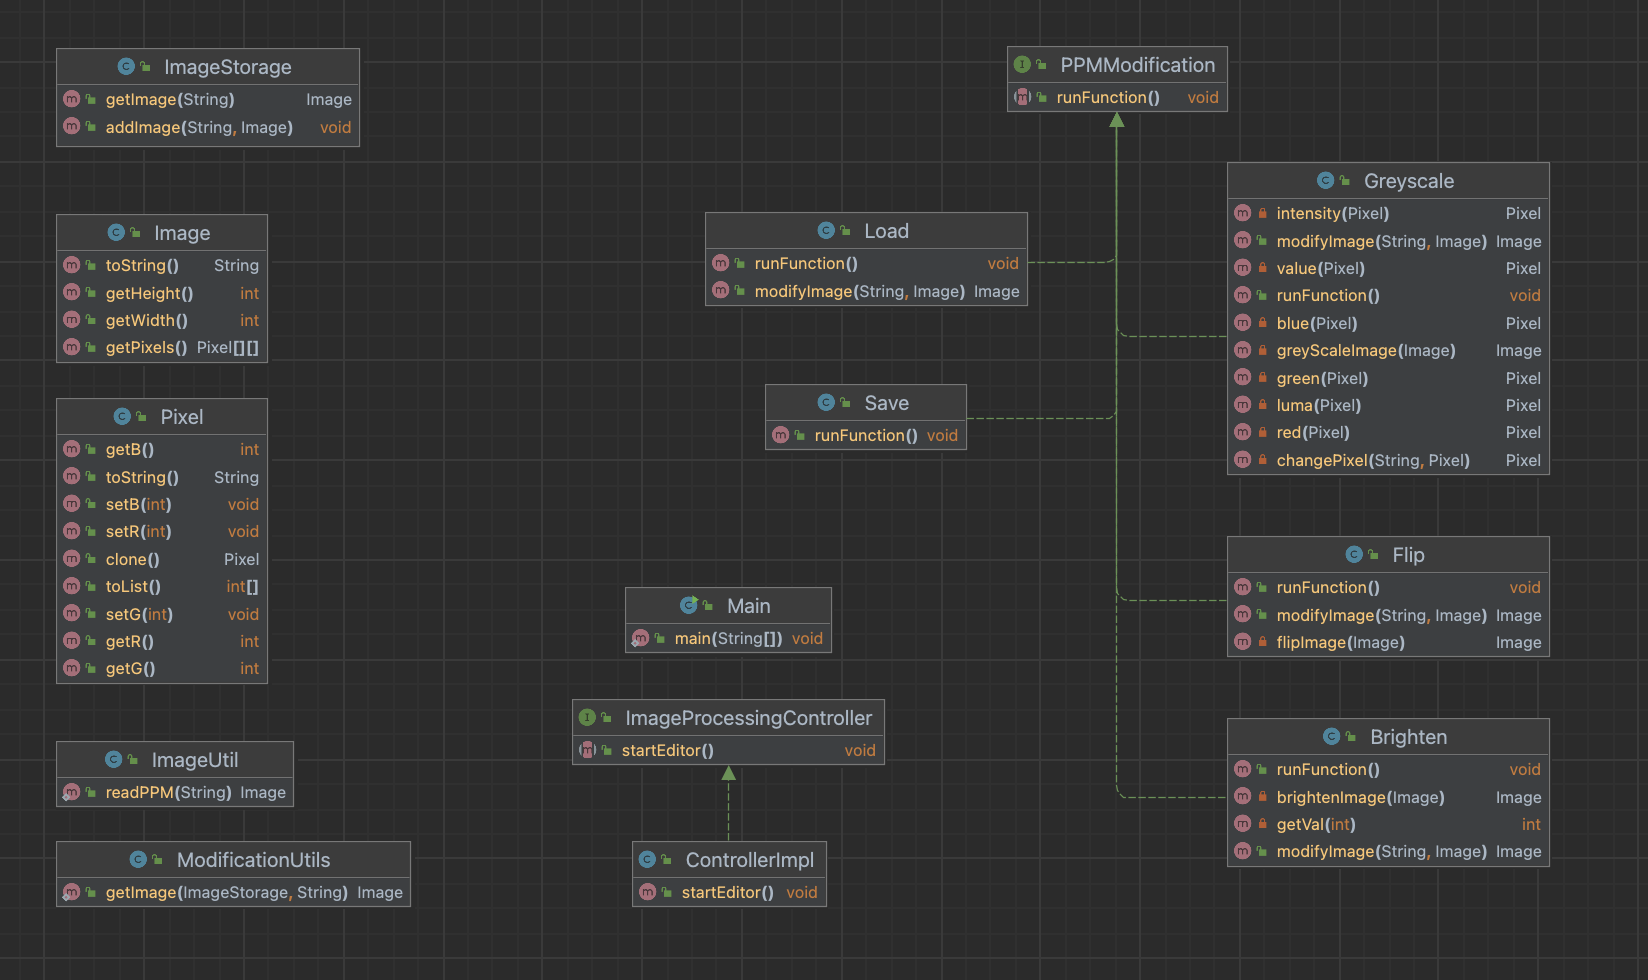 ImageStorage
getImage(String) Image
addImage(String, Image) void
Image
toString() String
getHeight() int
getWidth() int
getPixels() Pixel[][]
Pixel
getB() int
toString() String
setB(int) void
setR(int) void
clone() Pixel
toList() int[]
setG(int) void
getR() int
getG() int
ImageUtil
readPPM(String) Image
ModificationUtils
getImage(ImageStorage, String) Image
Load
runFunction() void
modifyImage(String, Image) Image
Save
runFunction() void
Main
main(String[]) void
ImageProcessingController
startEditor() void
ControllerImpl
startEditor() void
PPMModification
runFunction() void
Greyscale
intensity(Pixel) Pixel
modifyImage(String, Image) Image
value(Pixel) Pixel
runFunction() void
blue(Pixel) Pixel
greyScaleImage(Image) Image
green(Pixel) Pixel
luma(Pixel) Pixel
red(Pixel) Pixel
changePixel(String, Pixel) Pixel
Flip
runFunction() void
modifyImage(String, Image) Image
flipImage(Image) Image
Brighten
runFunction() void
brightenImage(Image) Image
getVal(int) int
modifyImage(String, Image) Image